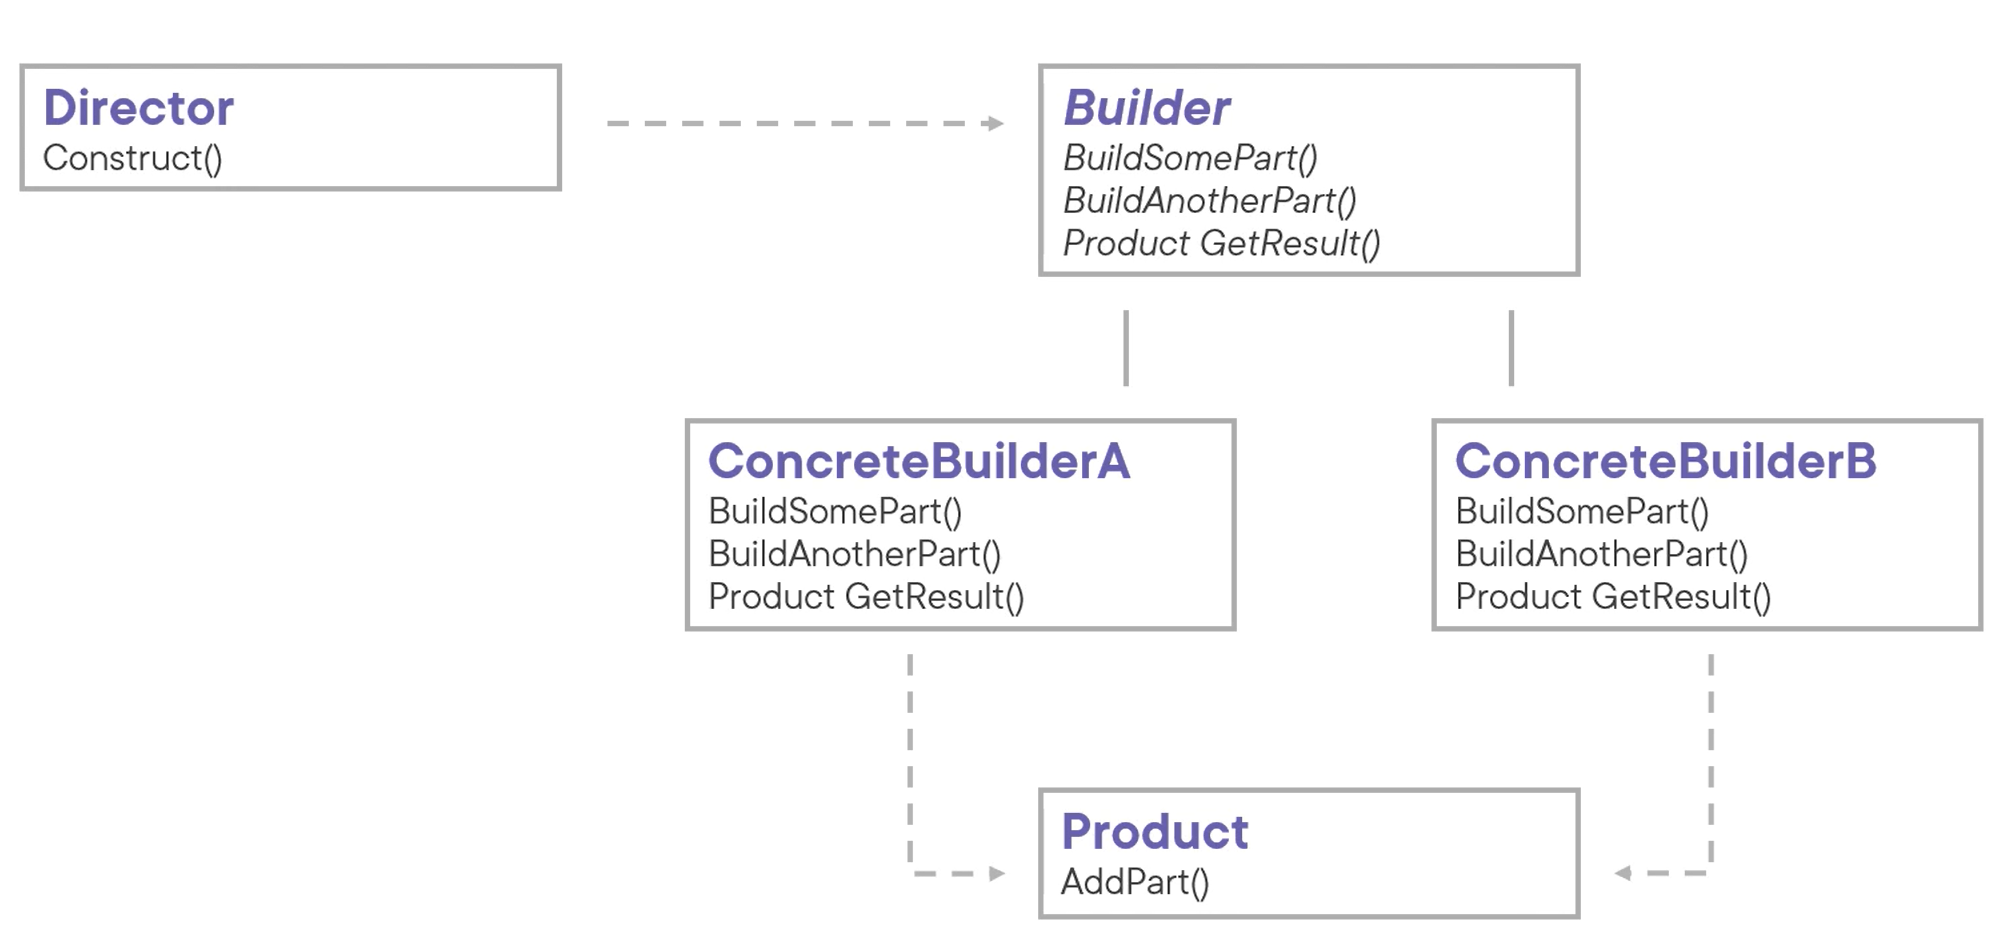 Director
Construct()
Builder
BuildSomePart()
BuildAnotherPart()
Product GetResult()
ConcreteBuilderA
BuildSomePart()
BuildAnotherPart()
Product GetResult()
ConcreteBuilderB
BuildSomePart()
BuildAnotherPart()
Product GetResult()
Product
AddPart()